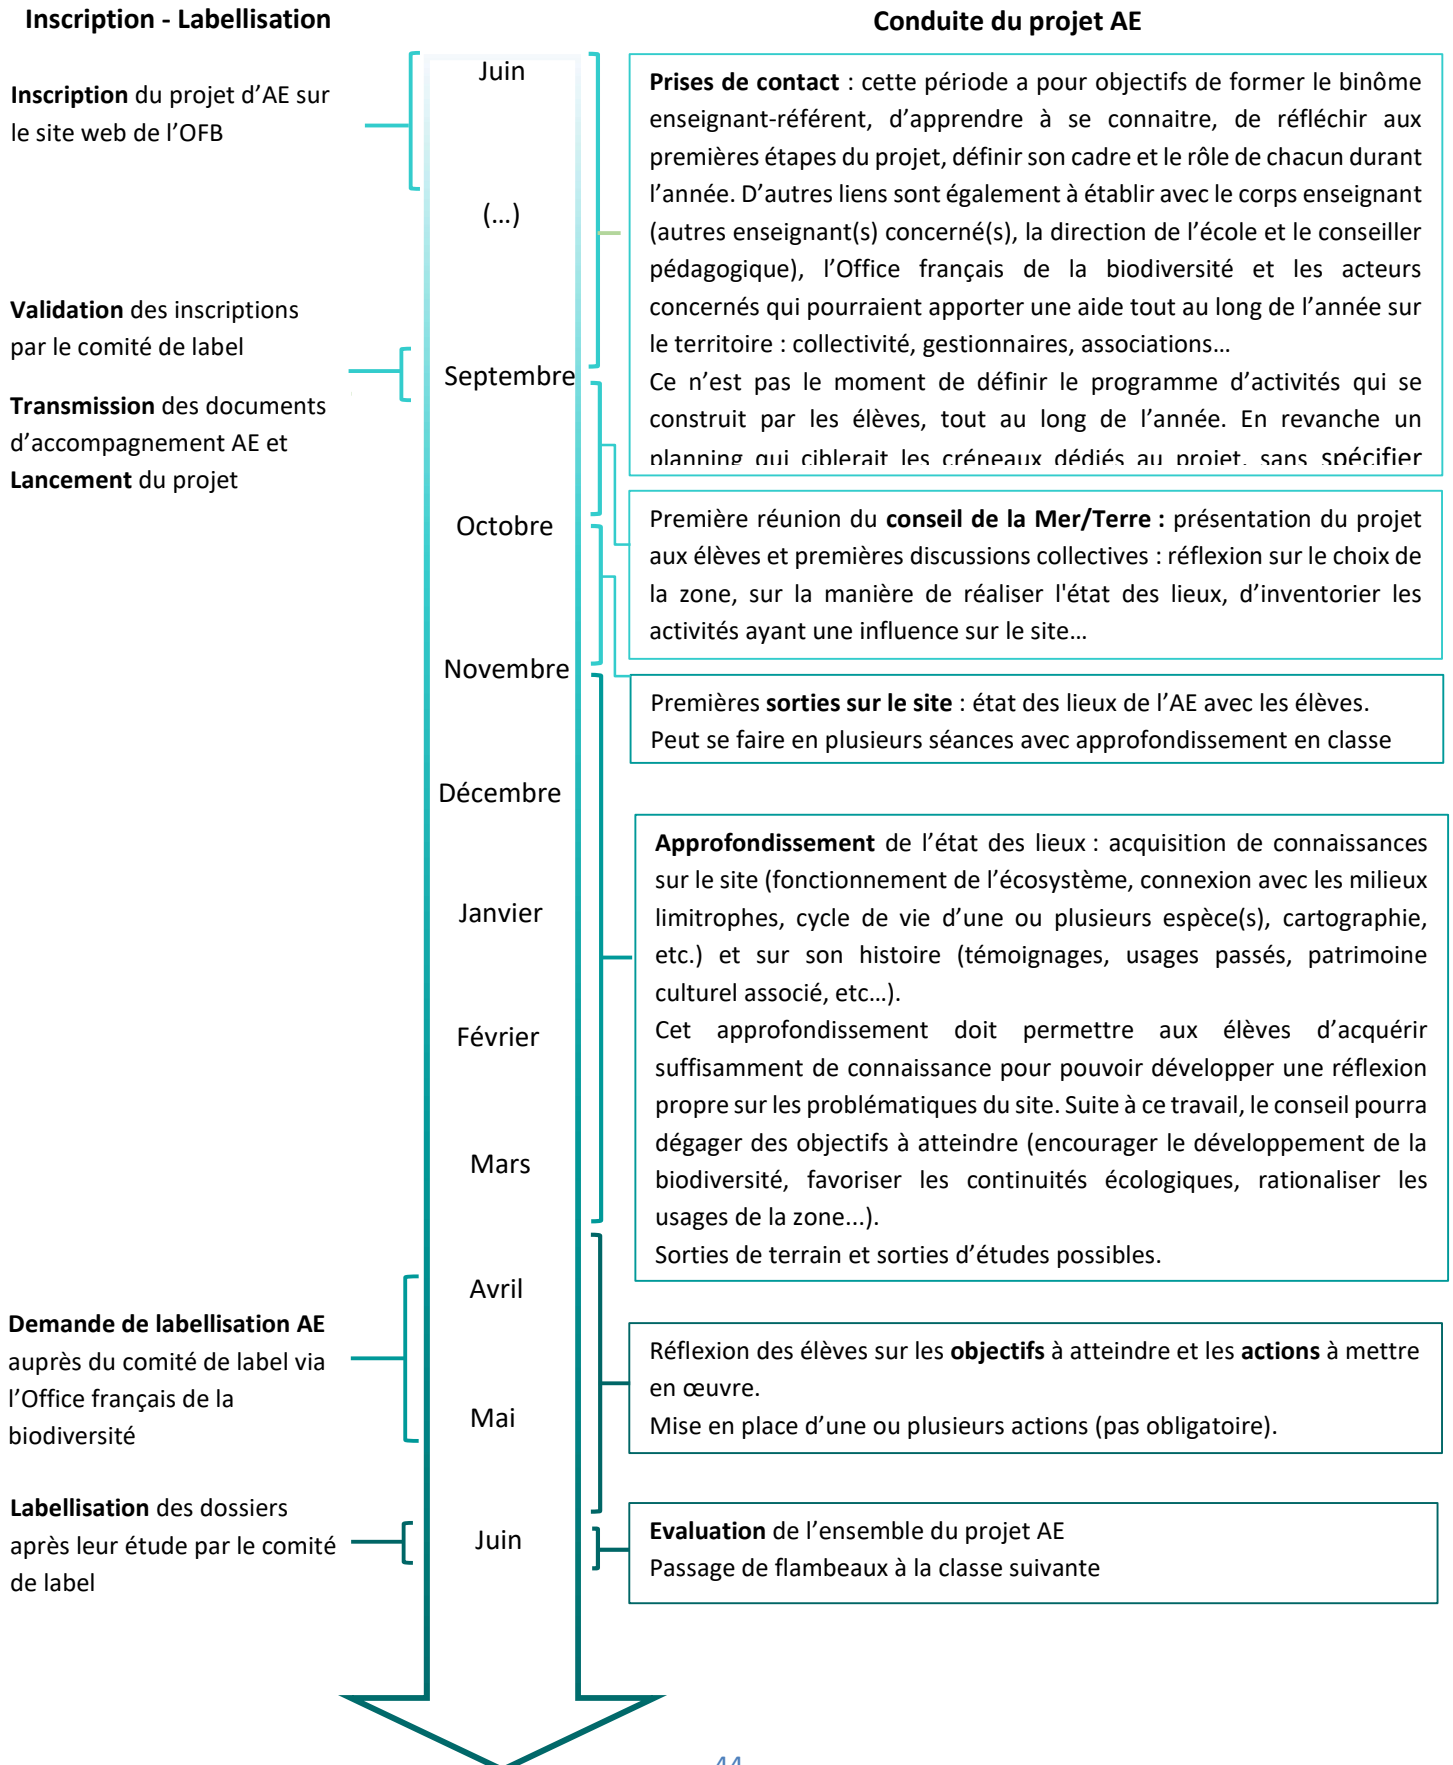 Inscription - Labellisation
Conduite du projet AE
Inscription du projet d’AE sur
le site web de l’OFB
Validation des inscriptions
par le comité de label
Transmission des documents
d’accompagnement AE et
Lancement du projet
Demande de labellisation AE
auprès du comité de label via
l’Office français de la
biodiversité
Labellisation des dossiers
après leur étude par le comité
de label
Juin
(…)
Septembre
Octobre
Novembre
Décembre
Janvier
Février
Mars
Avril
Mai
Juin
Prises de contact : cette période a pour objectifs de former le binôme
enseignant-référent, d’apprendre à se connaitre, de réfléchir aux
premières étapes du projet, définir son cadre et le rôle de chacun durant
l’année. D’autres liens sont également à établir avec le corps enseignant
(autres enseignant(s) concerné(s), la direction de l’école et le conseiller
pédagogique), l’Office français de la biodiversité et les acteurs
concernés qui pourraient apporter une aide tout au long de l’année sur
le territoire : collectivité, gestionnaires, associations…
Ce n’est pas le moment de définir le programme d’activités qui se
construit par les élèves, tout au long de l’année. En revanche un
planning qui ciblerait les créneaux dédiés au projet, sans spécifier
Première réunion du conseil de la Mer/Terre : présentation du projet
aux élèves et premières discussions collectives : réflexion sur le choix de
la zone, sur la manière de réaliser l'état des lieux, d’inventorier les
activités ayant une influence sur le site…
Premières sorties sur le site : état des lieux de l’AE avec les élèves.
Peut se faire en plusieurs séances avec approfondissement en classe
Approfondissement de l’état des lieux : acquisition de connaissances
sur le site (fonctionnement de l’écosystème, connexion avec les milieux
limitrophes, cycle de vie d’une ou plusieurs espèce(s), cartographie,
etc.) et sur son histoire (témoignages, usages passés, patrimoine
culturel associé, etc…).
Cet approfondissement doit permettre aux élèves d’acquérir
suffisamment de connaissance pour pouvoir développer une réflexion
propre sur les problématiques du site. Suite à ce travail, le conseil pourra
dégager des objectifs à atteindre (encourager le développement de la
biodiversité, favoriser les continuités écologiques, rationaliser les
usages de la zone...).
Sorties de terrain et sorties d’études possibles.
Réflexion des élèves sur les objectifs à atteindre et les actions à mettre
en œuvre.
Mise en place d’une ou plusieurs actions (pas obligatoire).
Evaluation de l’ensemble du projet AE
Passage de flambeaux à la classe suivante
44